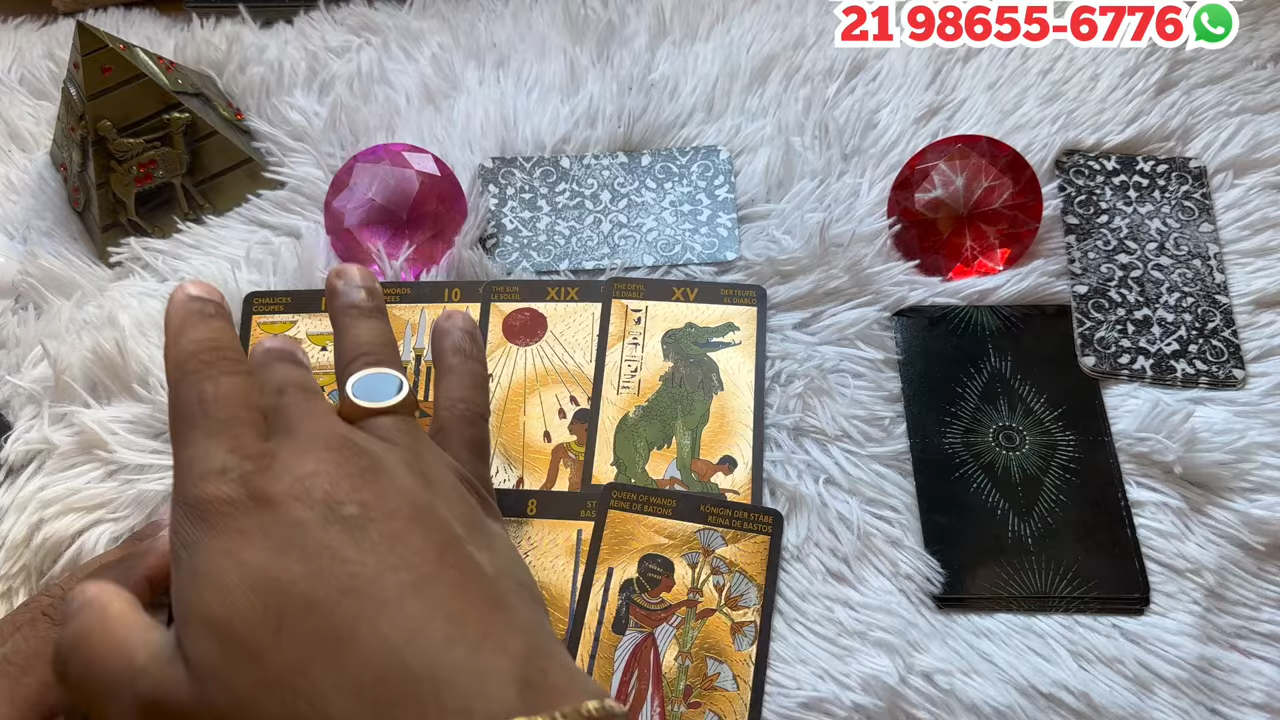 21 98655-6776
CHALICES
COUPES
10
THE SUN
LE SOLEIL
XIX
THE DEVIL
LE DIABLE
XV
DER TEUFEL
EL DIABLO
8
QUEEN OF WANDS
REINE DE BATONS
KÖNIGIN DER STÄBE
REINA DE BASTOS